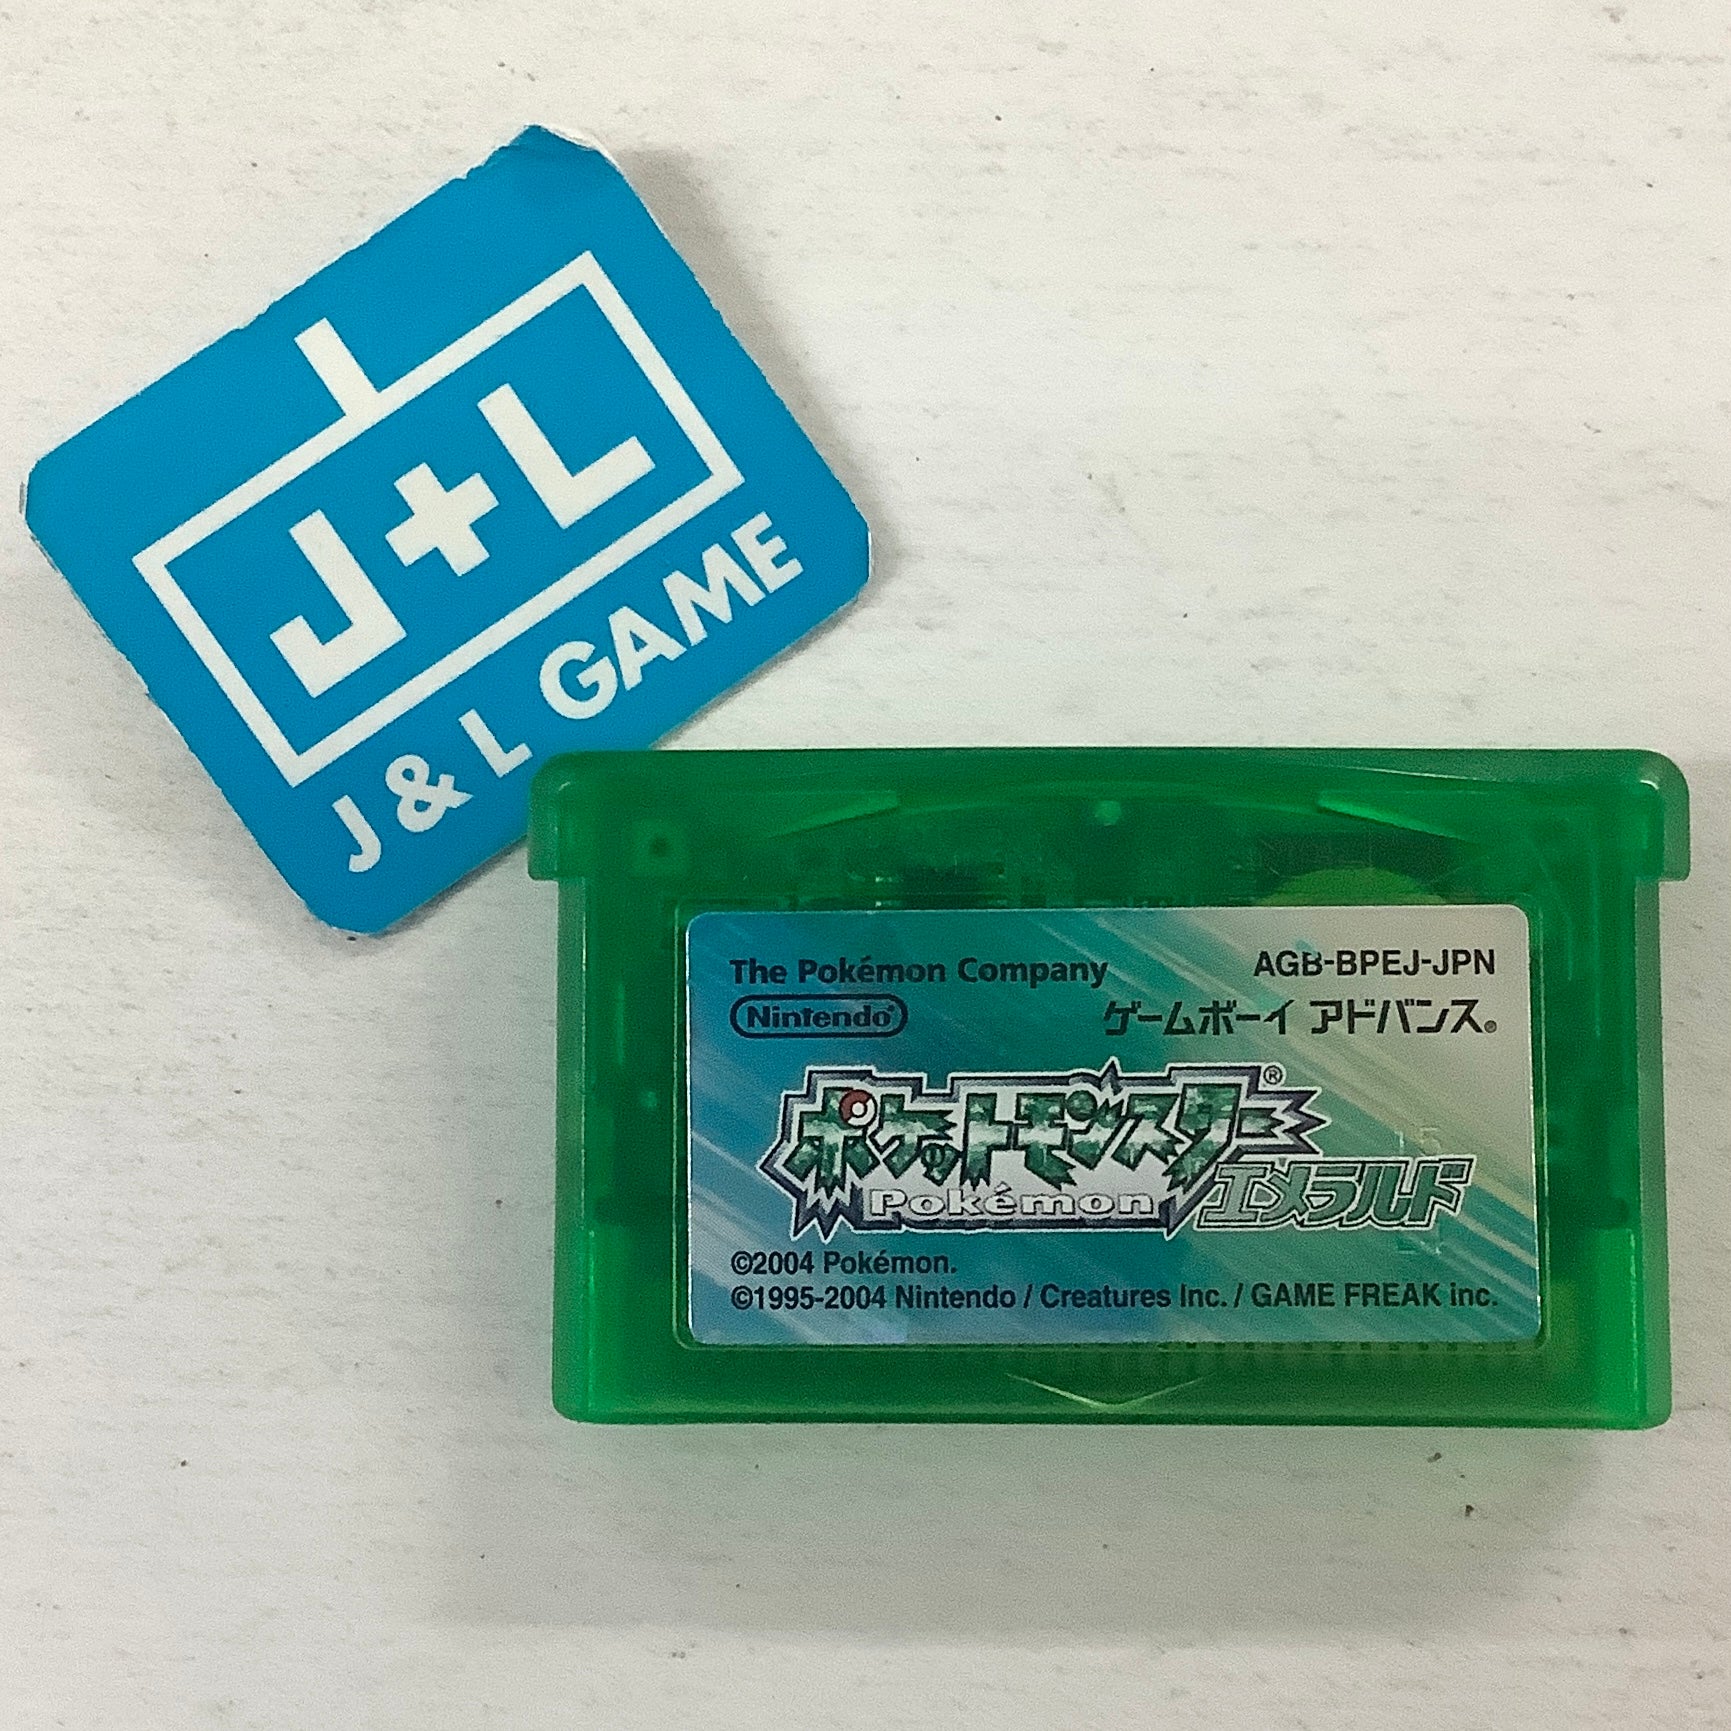 J+L
J & L GAME
The Pokémon Company
AGB-BPEJ-JPN
Nintendo®
ゲームボーイ アドバンス®
ポケットモンスター®
Pokémon
エメラルド
©2004 Pokémon.
©1995-2004 Nintendo / Creatures Inc. / GAME FREAK inc.